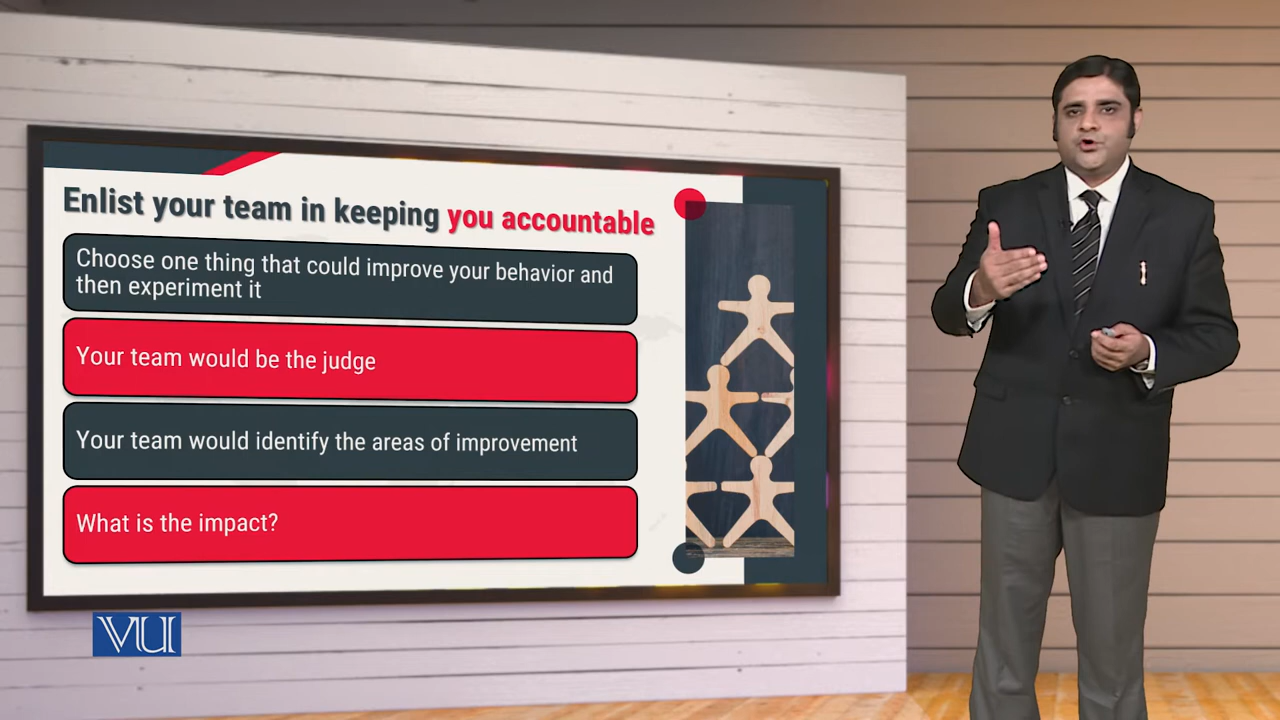 Enlist your team in keeping you accountable
Choose one thing that could improve your behavior and
then experiment it
Your team would be the judge
Your team would identify the areas of improvement
What is the impact?
VU